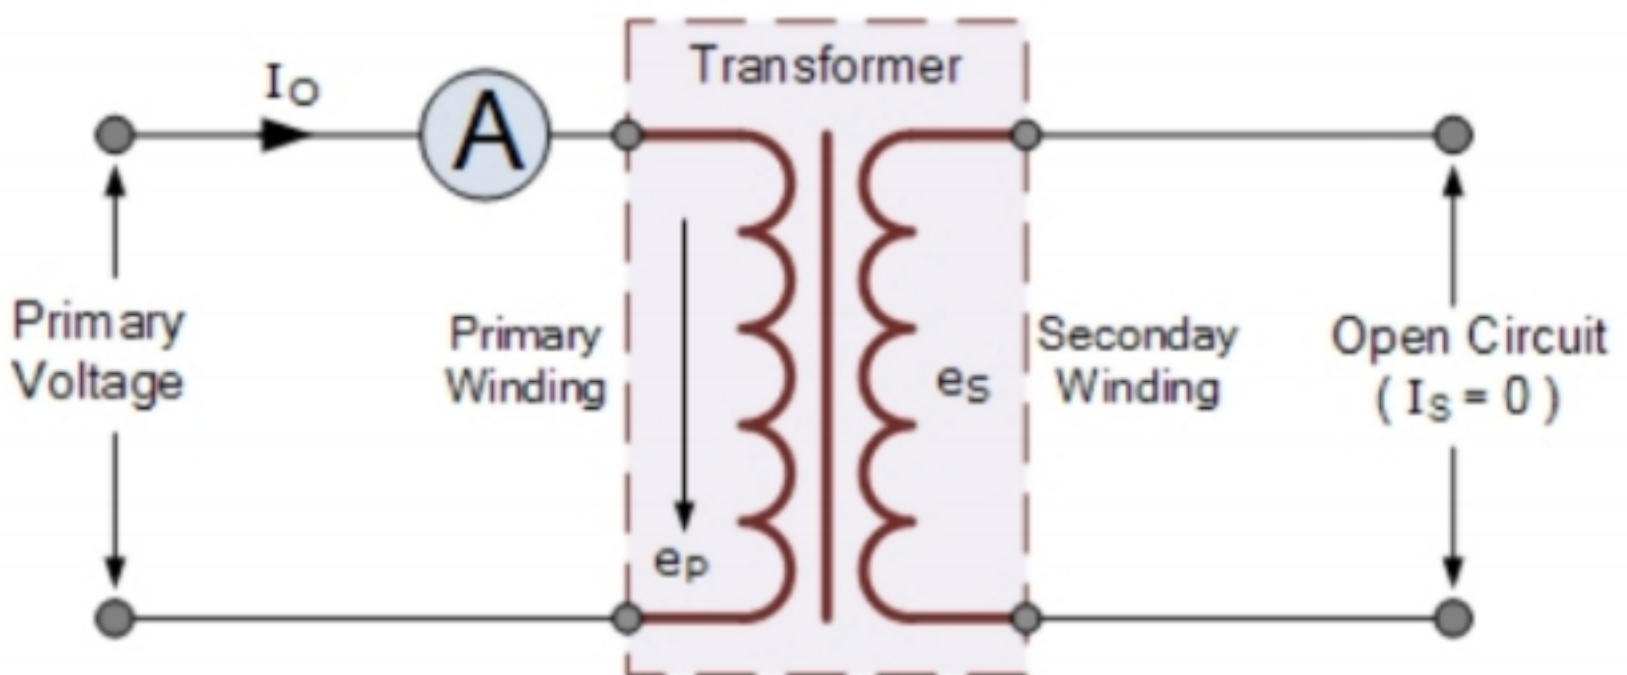 Transformer
IO
A
Primary
Voltage
Primary
Winding
eP
eS
Seconday
Winding
Open Circuit
( IS = 0 )